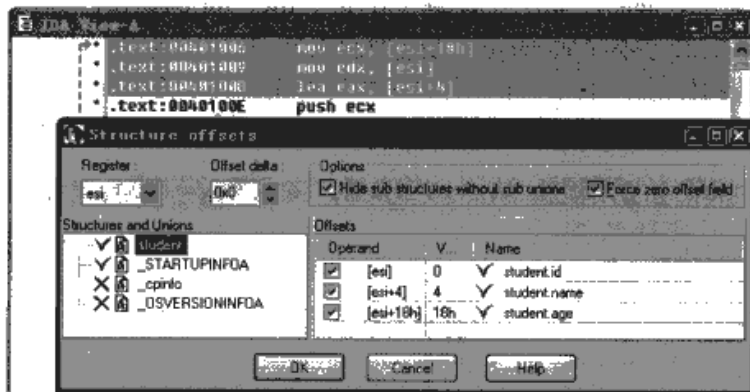 IDA View-A
.text:00401006 mov ecx, [esi+18h]
.text:00401009 mov edx, [esi]
.text:0040100B lea eax, [esi+4]
.text:0040100E push ecx
Structure offsets
Register Offset delta Options
esi 0x0 Hide sub structures without sub unions Force zero offset field
Structures and Unions Offsets
student
_STARTUPINFOA
_cpinfo
_OSVERSIONINFOA
Operand V... Name
[esi] 0 student.id
[esi+4] 4 student.name
[esi+18h] 18h student.age
OK Cancel Help